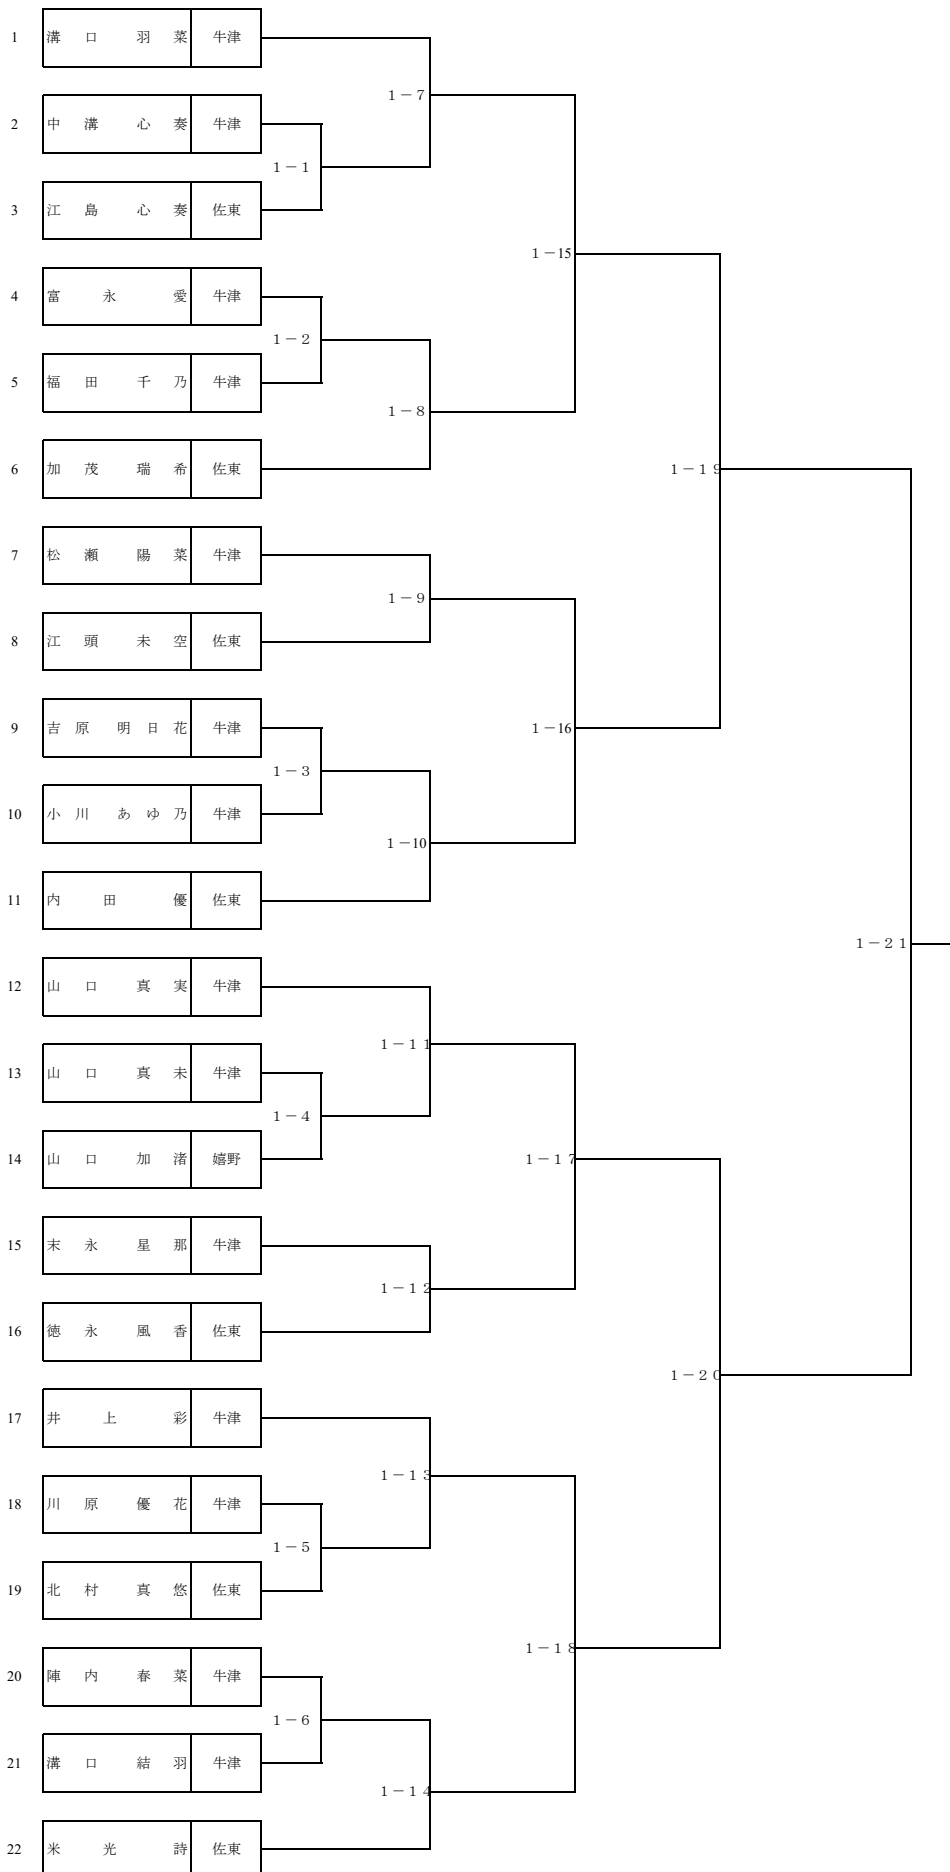 1 溝口 羽菜 牛津
1－7
2 中溝 心奏 牛津
1－1
3 江島 心奏 佐東
1－15
4 富永 愛 牛津
1－2
5 福田 千乃 牛津
1－8
6 加茂 瑞希 佐東
1－19
7 松瀬 陽菜 牛津
1－9
8 江頭 未空 佐東
9 吉原 明日花 牛津
1－16
1－3
10 小川 あゆ乃 牛津
1－10
11 内田 優 佐東
1－21
12 山口 真実 牛津
1－11
13 山口 真未 牛津
1－4
14 山口 加渚 嬉野
1－17
15 末永 星那 牛津
1－12
16 徳永 風香 佐東
1－20
17 井上 彩 牛津
1－13
18 川原 優花 牛津
1－5
19 北村 真悠 佐東
1－18
20 陣内 春菜 牛津
1－6
21 溝口 結羽 牛津
1－14
22 米光 詩 佐東